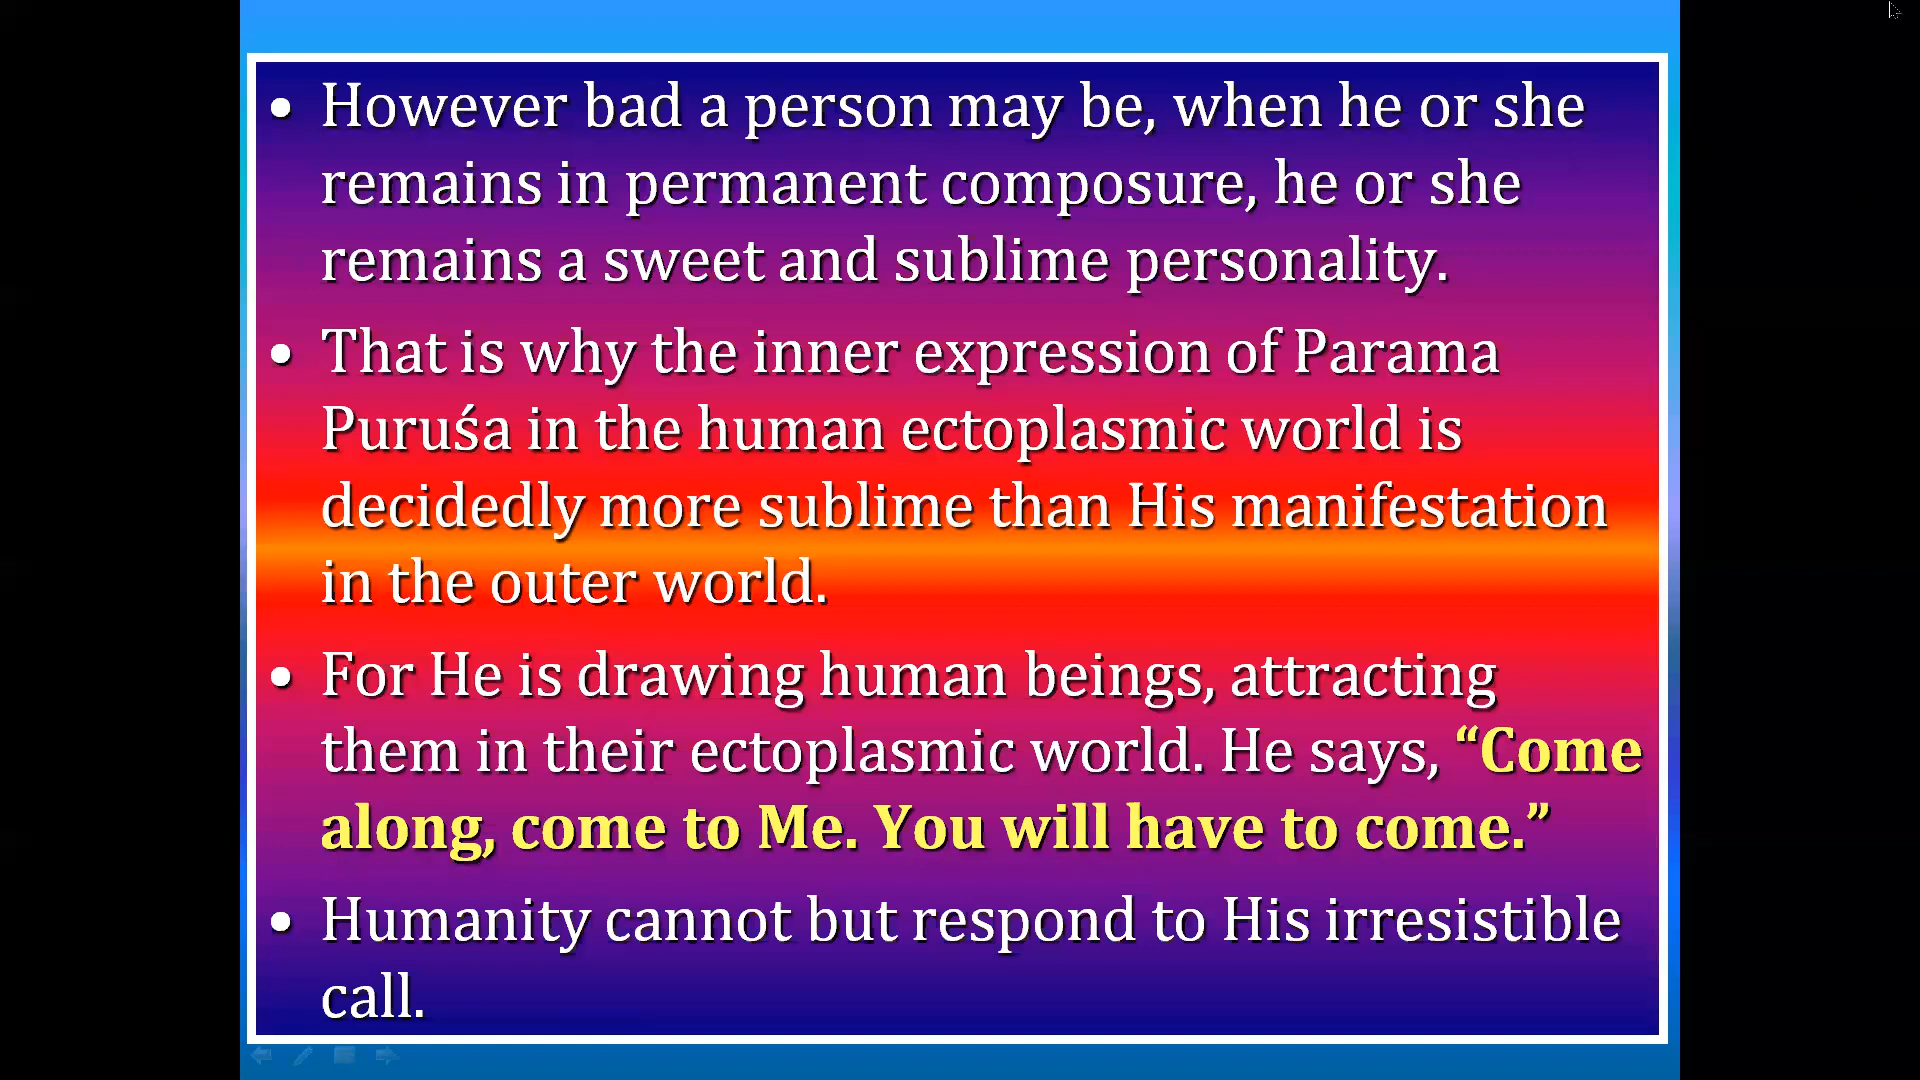 • However bad a person may be, when he or she
remains in permanent composure, he or she
remains a sweet and sublime personality.
• That is why the inner expression of Parama
Puruśa in the human ectoplasmic world is
decidedly more sublime than His manifestation
in the outer world.
• For He is drawing human beings, attracting
them in their ectoplasmic world. He says, “Come
along, come to Me. You will have to come.”
• Humanity cannot but respond to His irresistible
call.